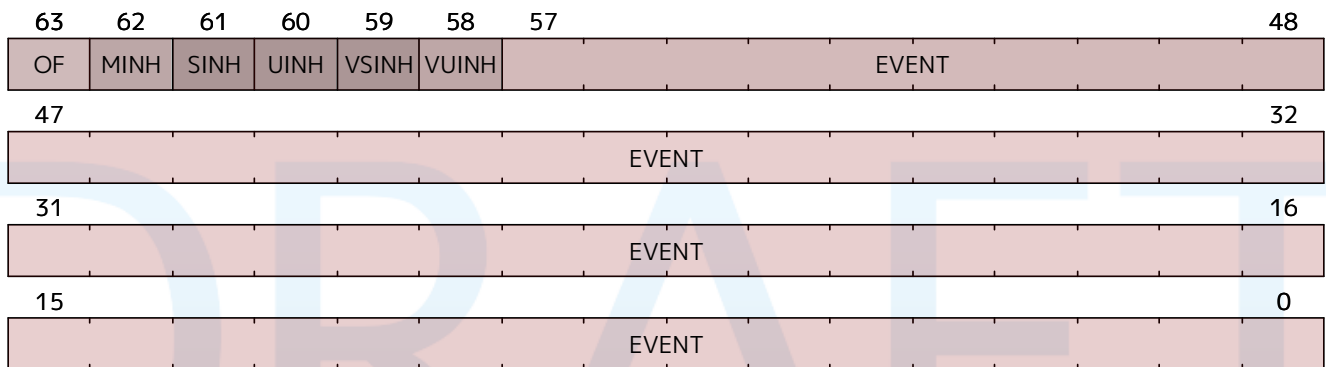 63 62 61 60 59 58 57 48
OF MINH SINH UINH VSINH VUINH EVENT
47 32
EVENT
31 16
EVENT
15 0
EVENT
DRAFT